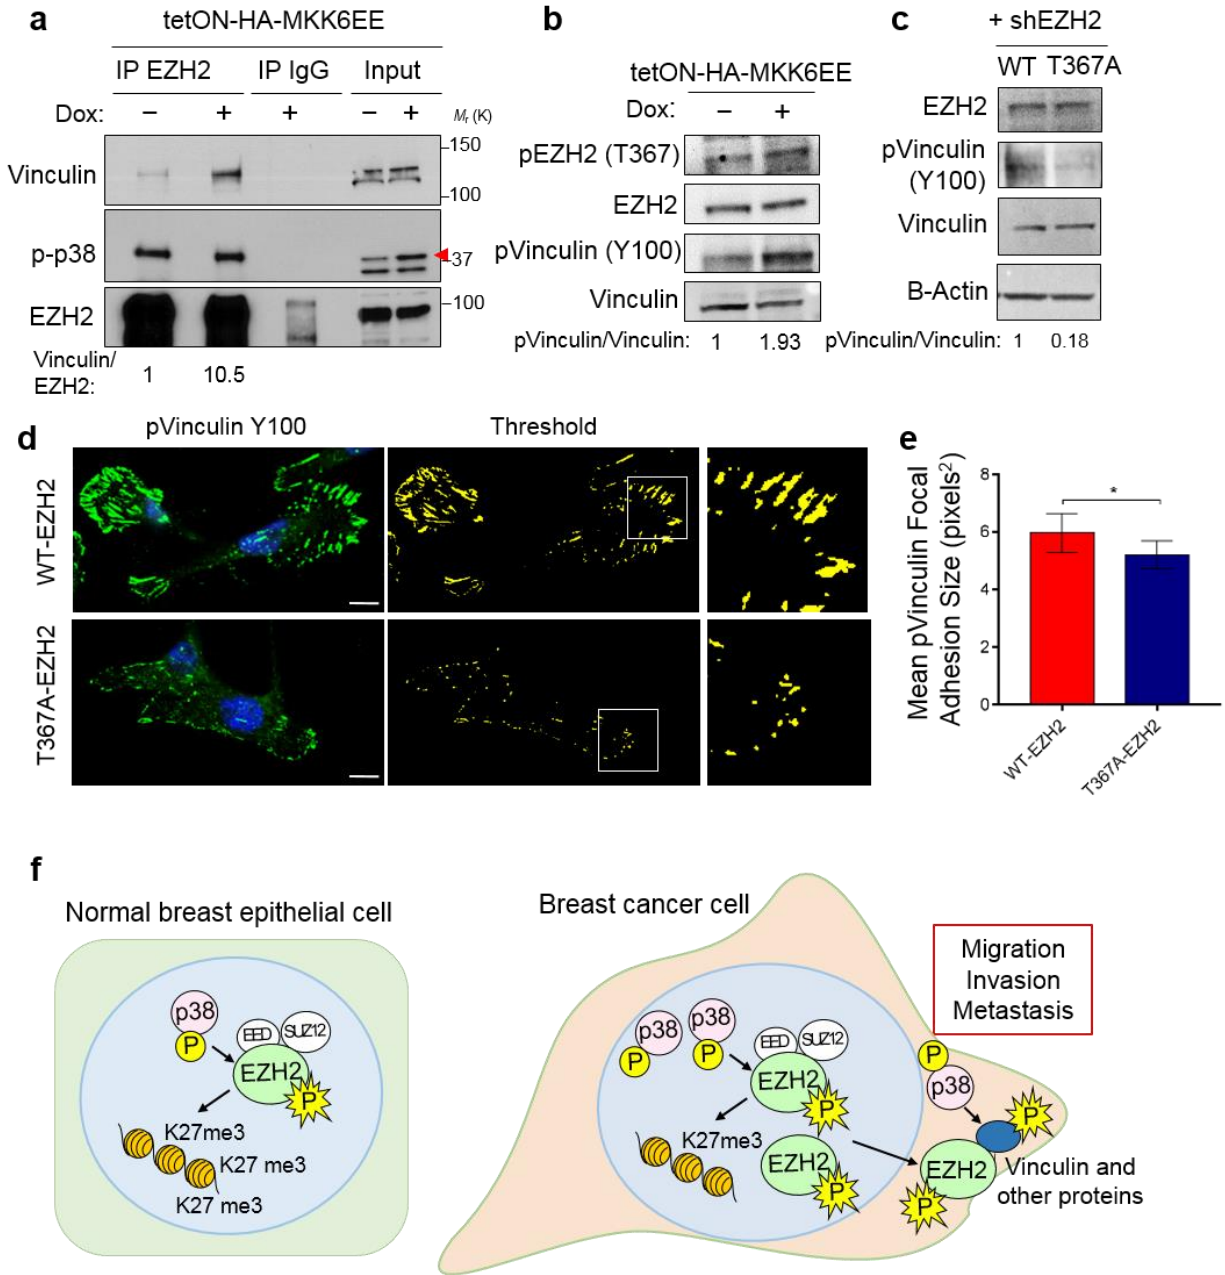 a
tetON-HA-MKK6EE
IP EZH2 IP IgG Input
Dox: – + + – + Mr (K)
Vinculin
150
100
p-p38
37
EZH2
100
Vinculin/
EZH2: 1 10.5
b
tetON-HA-MKK6EE
Dox: – +
pEZH2 (T367)
EZH2
pVinculin (Y100)
Vinculin
pVinculin/Vinculin: 1 1.93
c
+ shEZH2
WT T367A
EZH2
pVinculin
(Y100)
Vinculin
B-Actin
pVinculin/Vinculin: 1 0.18
d
pVinculin Y100 Threshold
WT-EZH2
T367A-EZH2
e
Mean pVinculin Focal
Adhesion Size (pixels²)
8
6
4
2
0
*
WT-EZH2
T367A-EZH2
f
Normal breast epithelial cell
p38
P
EED
SUZ12
EZH2
P
K27me3
K27 me3
K27 me3
Breast cancer cell
Migration
Invasion
Metastasis
p38
P
p38
P
EED
SUZ12
EZH2
P
K27me3
EZH2
P
P
p38
P
EZH2
P
Vinculin and
other proteins